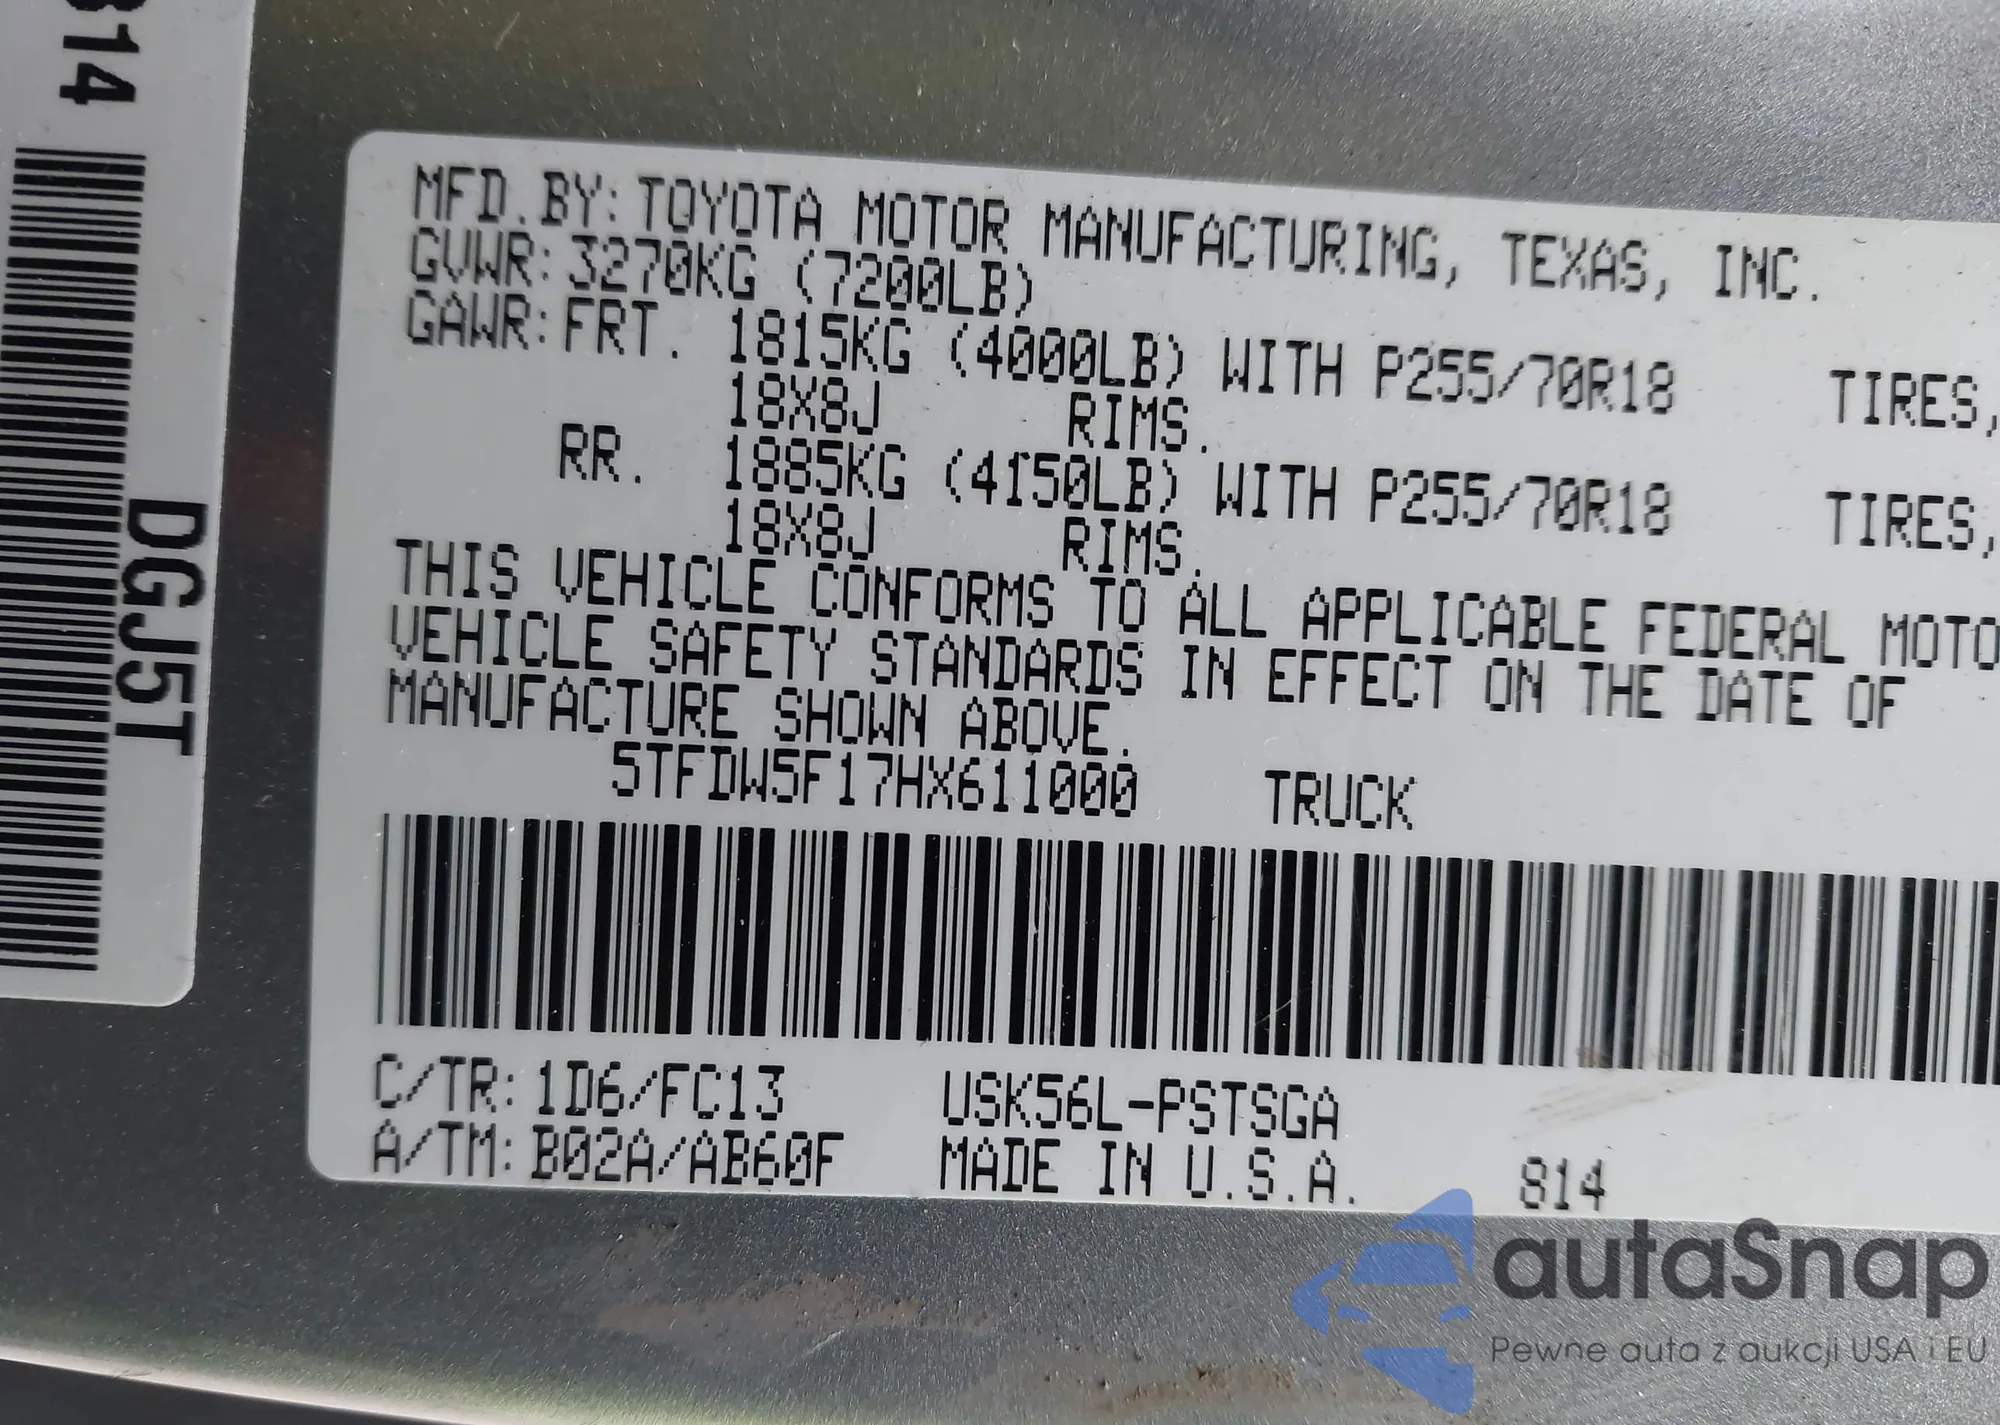 814
DGJ5T
MFD.BY:TOYOTA MOTOR MANUFACTURING, TEXAS, INC.
GVWR:3270KG (7200LB)
GAWR:FRT. 1815KG (4000LB) WITH P255/70R18 TIRES,
18X8J RIMS.
RR. 1885KG (4150LB) WITH P255/70R18 TIRES,
18X8J RIMS.
THIS VEHICLE CONFORMS TO ALL APPLICABLE FEDERAL MOTO
VEHICLE SAFETY STANDARDS IN EFFECT ON THE DATE OF
MANUFACTURE SHOWN ABOVE.
5TFDW5F17HX611000 TRUCK
C/TR:1D6/FC13 USK56L-PSTSGA
A/TM:B02A/AB60F MADE IN U.S.A. 814
autaSnap
Pewne auta z aukcji USA i EU